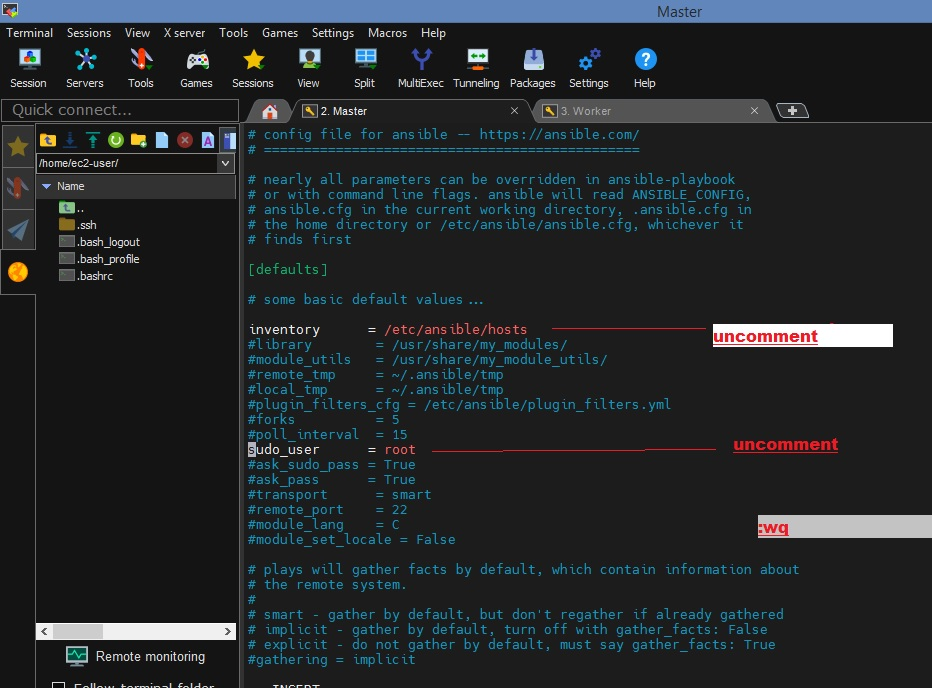 Master
Terminal Sessions View X server Tools Games Settings Macros Help
Session Servers Tools Games Sessions View Split MultiExec Tunneling Packages Settings Help
Quick connect...
2. Master
3. Worker
/home/ec2-user/
Name
..
.ssh
.bash_logout
.bash_profile
.bashrc
Remote monitoring
Follow terminal folder
# config file for ansible -- https://ansible.com/
# ===============================================
# nearly all parameters can be overridden in ansible-playbook
# or with command line flags. ansible will read ANSIBLE_CONFIG,
# ansible.cfg in the current working directory, .ansible.cfg in
# the home directory or /etc/ansible/ansible.cfg, whichever it
# finds first
[defaults]
# some basic default values...
inventory      = /etc/ansible/hosts uncomment
#library        = /usr/share/my_modules/
#module_utils   = /usr/share/my_module_utils/
#remote_tmp     = ~/.ansible/tmp
#local_tmp      = ~/.ansible/tmp
#plugin_filters_cfg = /etc/ansible/plugin_filters.yml
#forks          = 5
#poll_interval  = 15
sudo_user      = root uncomment
#ask_sudo_pass = True
#ask_pass      = True
#transport      = smart
#remote_port    = 22
#module_lang    = C
:wq
#module_set_locale = False
# plays will gather facts by default, which contain information about
# the remote system.
#
# smart - gather by default, but don't regather if already gathered
# implicit - gather by default, turn off with gather_facts: False
# explicit - do not gather by default, must say gather_facts: True
#gathering = implicit
INSERT